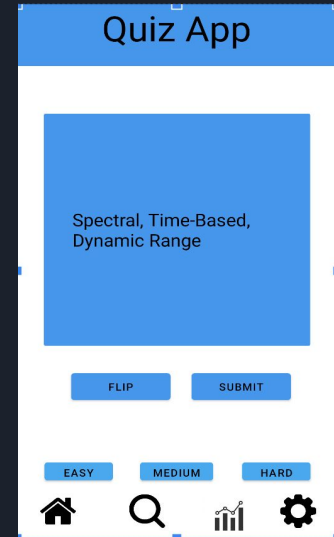 Quiz App
Spectral, Time-Based,
Dynamic Range
FLIP SUBMIT
EASY MEDIUM HARD